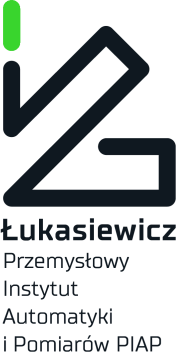 Łukasiewicz
Przemysłowy
Instytut
Automatyki
i Pomiarów PIAP